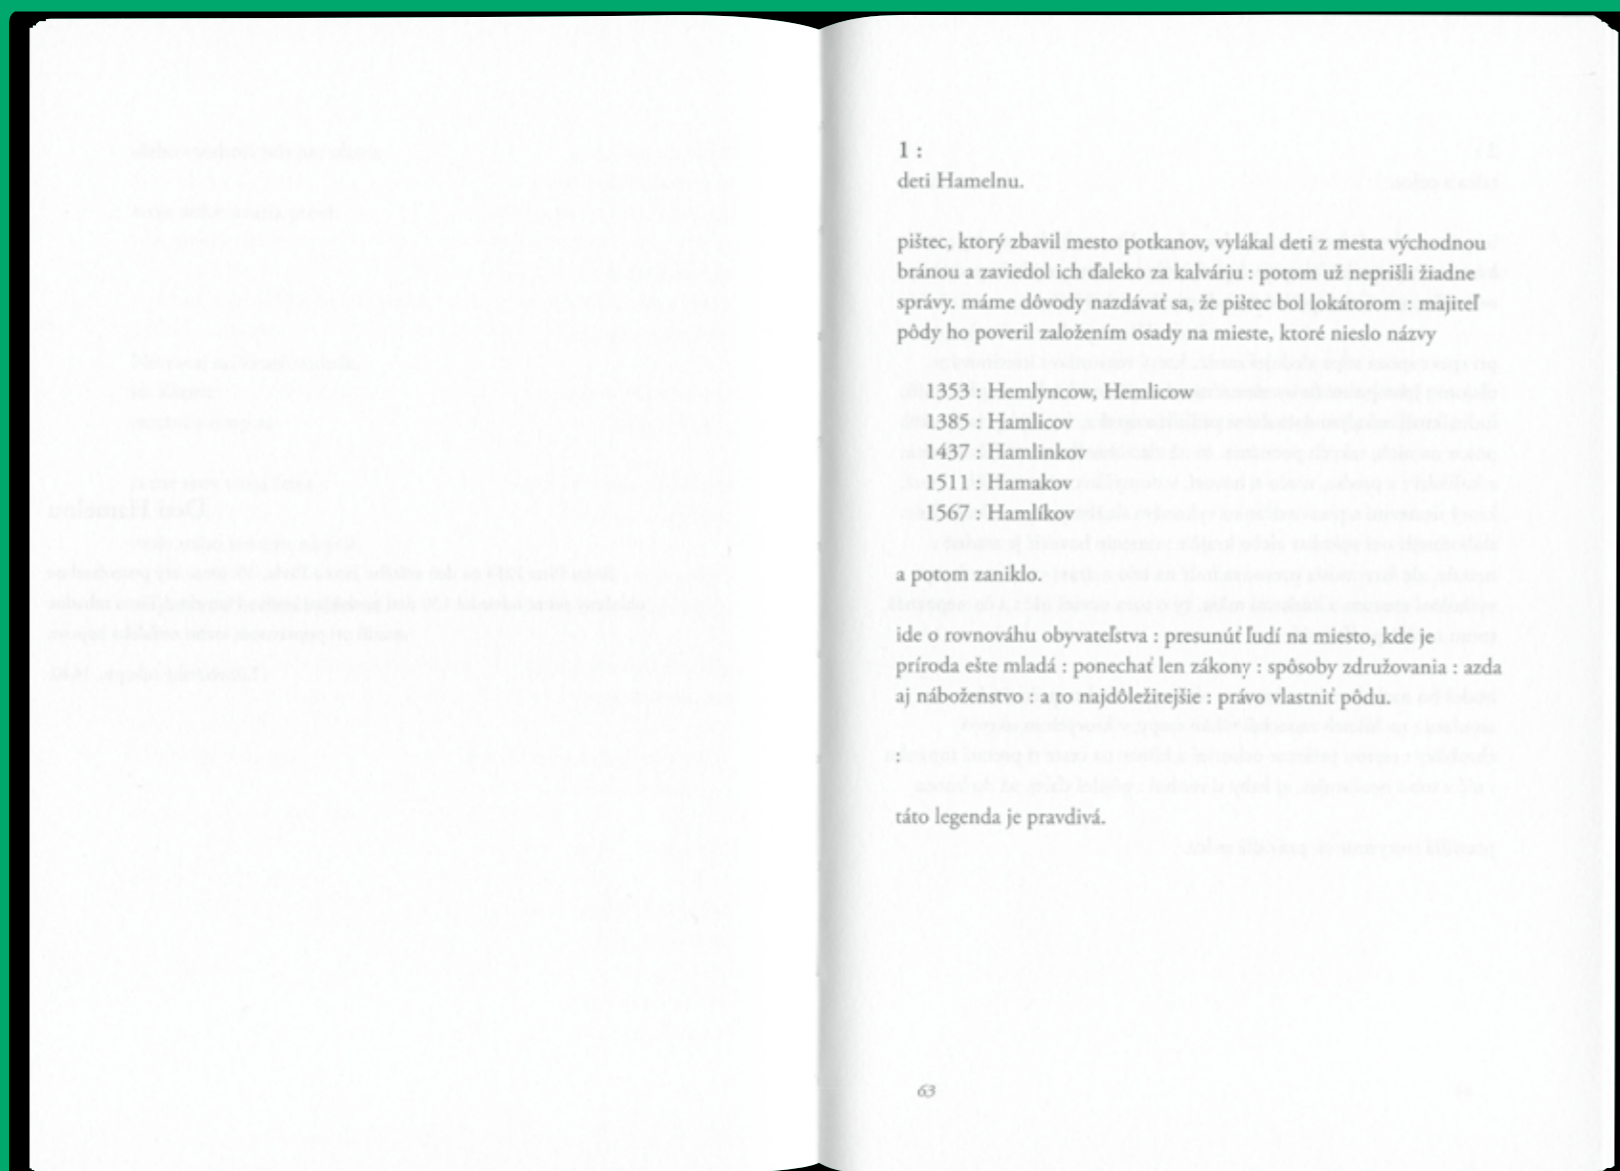 1 :
deti Hamelnu.
pištec, ktorý zbavil mesto potkanov, vylákal deti z mesta východnou
bránou a zaviedol ich ďaleko za kalváriu : potom už neprišli žiadne
správy. máme dôvody nazdávať sa, že pištec bol lokátorom : majiteľ
pôdy ho poveril založením osady na mieste, ktoré nieslo názvy
1353 : Hemlyncow, Hemlicow
1385 : Hamlicov
1437 : Hamlinkov
1511 : Hamakov
1567 : Hamlíkov
a potom zaniklo.
ide o rovnováhu obyvateľstva : presunúť ľudí na miesto, kde je
príroda ešte mladá : ponechať len zákony : spôsoby združovania : azda
aj náboženstvo : a to najdôležitejšie : právo vlastniť pôdu.
:
táto legenda je pravdivá.
63